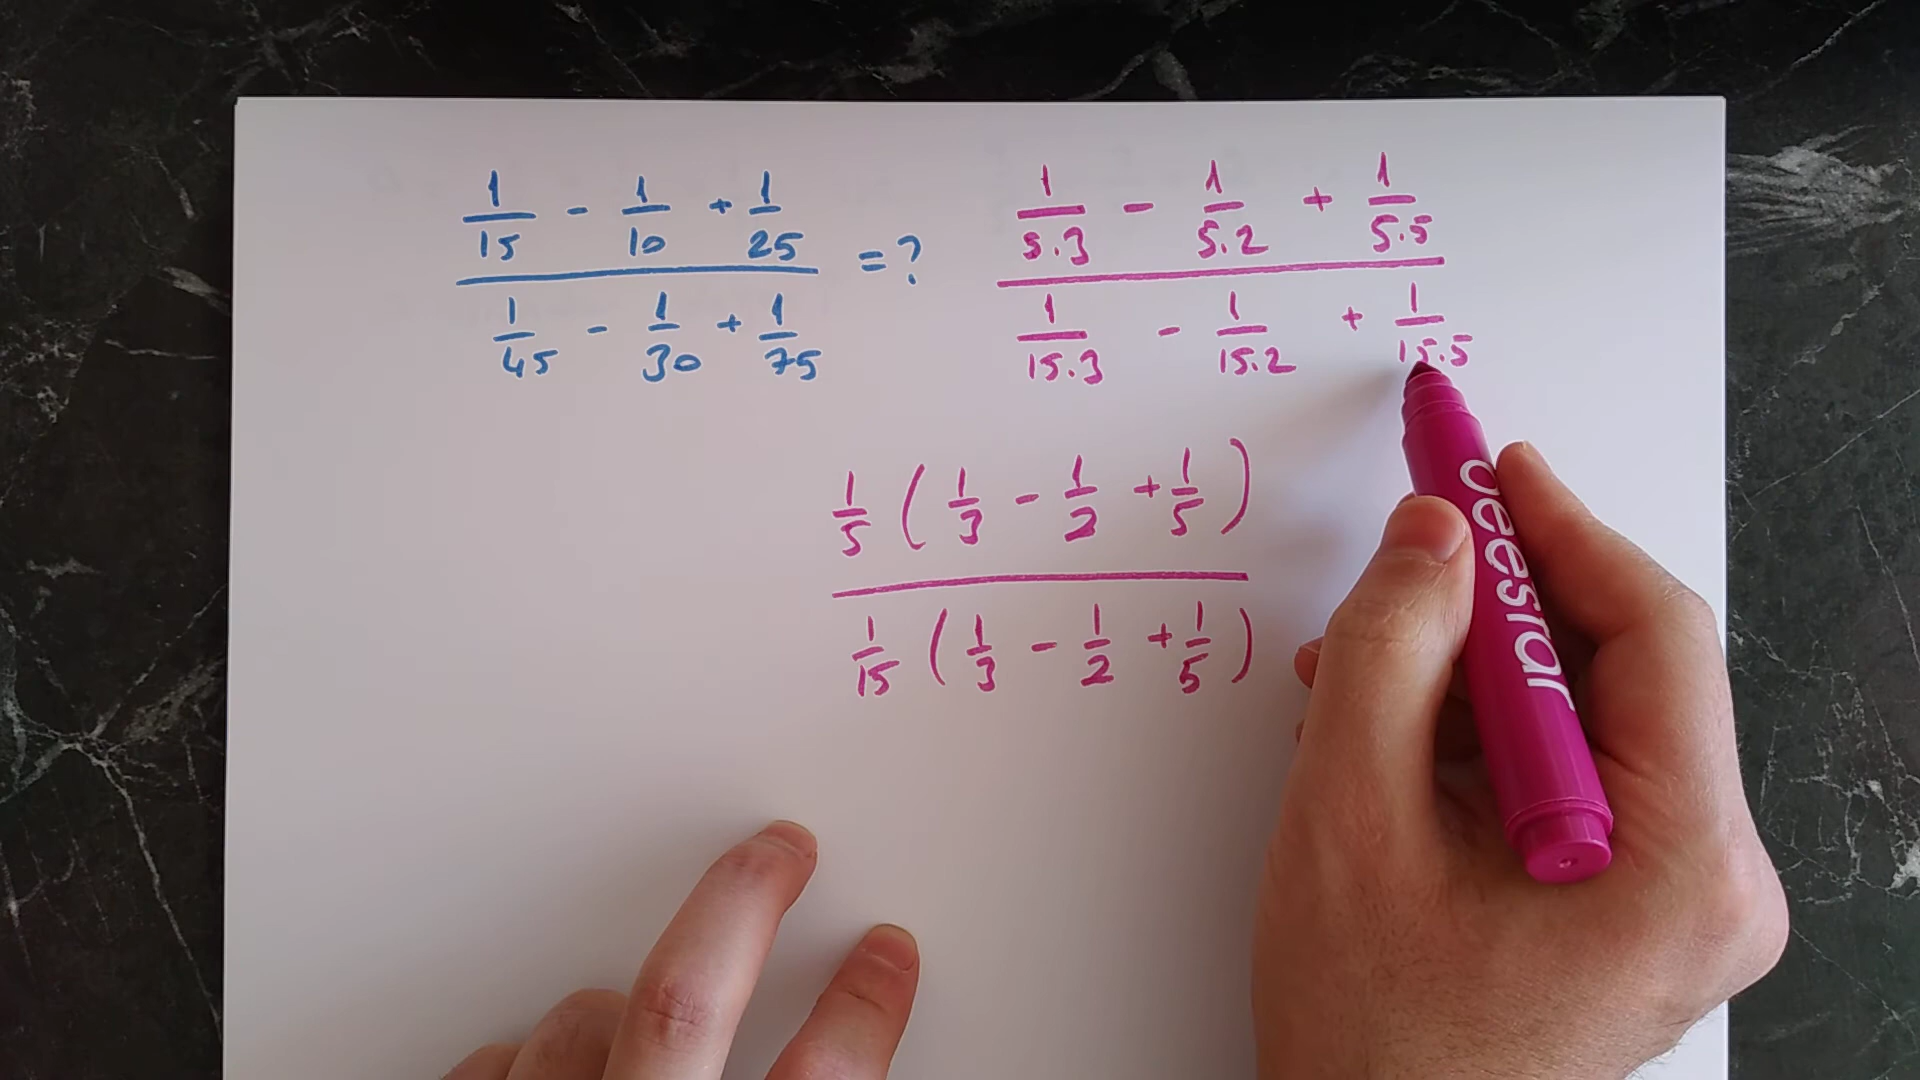 1/15 - 1/10 + 1/25
1/45 - 1/30 + 1/75
= ?
1/5.3 - 1/5.2 + 1/5.5
1/15.3 - 1/15.2 + 1/15.5
1/5 ( 1/3 - 1/2 + 1/5 )
1/15 ( 1/3 - 1/2 + 1/5 )
beestar